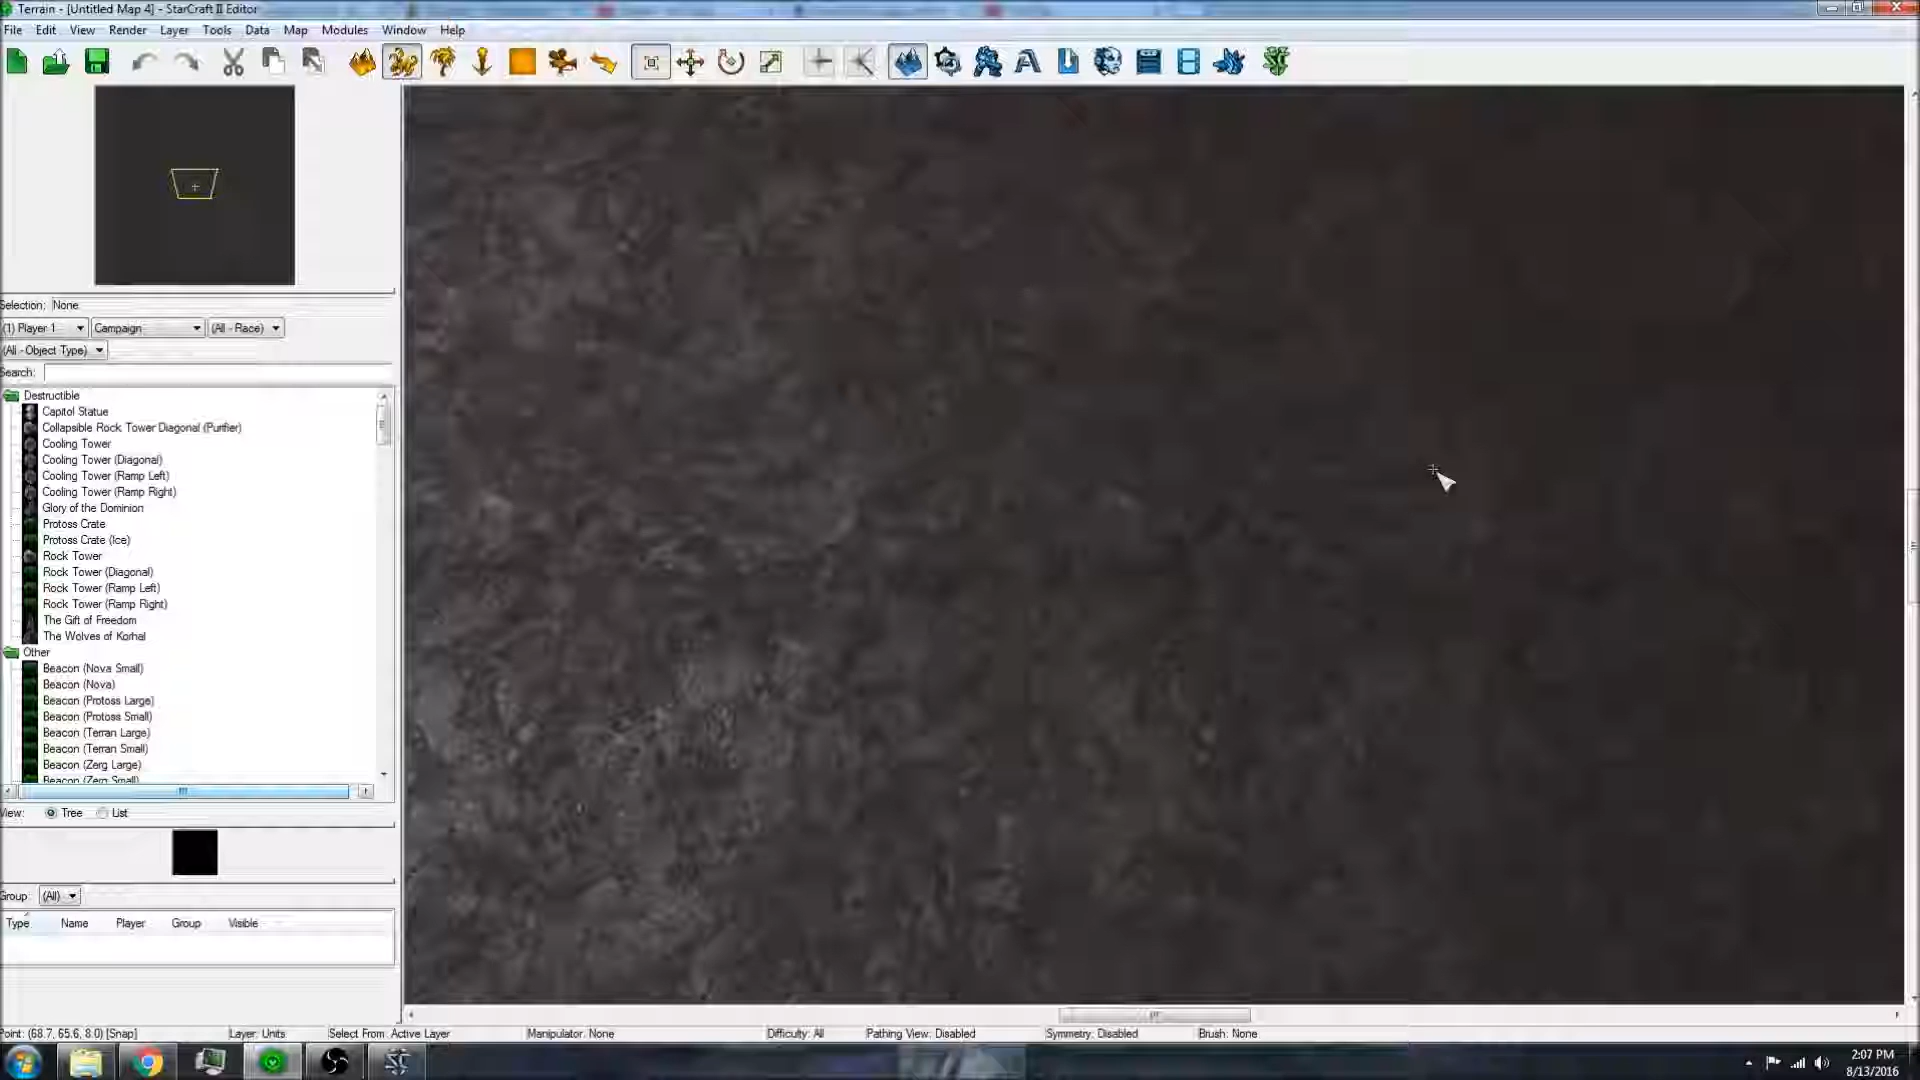 Terrain - [Untitled Map 4] - StarCraft II Editor
File Edit View Render Layer Tools Data Map Modules Window Help
Selection: None
(1) Player 1 Campaign (All - Race)
(All - Object Type)
Search:
Destructible
Capitol Statue
Collapsible Rock Tower Diagonal (Purifier)
Cooling Tower
Cooling Tower (Diagonal)
Cooling Tower (Ramp Left)
Cooling Tower (Ramp Right)
Glory of the Dominion
Protoss Crate
Protoss Crate (Ice)
Rock Tower
Rock Tower (Diagonal)
Rock Tower (Ramp Left)
Rock Tower (Ramp Right)
The Gift of Freedom
The Wolves of Korhal
Other
Beacon (Nova Small)
Beacon (Nova)
Beacon (Protoss Large)
Beacon (Protoss Small)
Beacon (Terran Large)
Beacon (Terran Small)
Beacon (Zerg Large)
Beacon (Zerg Small)
View: Tree List
Group: (All)
Type Name Player Group Visible
Point: (68.7, 65.6, 8.0) [Snap] Layer: Units Select From: Active Layer Manipulator: None Difficulty: All Pathing View: Disabled Symmetry: Disabled Brush: None
2:07 PM
8/13/2016